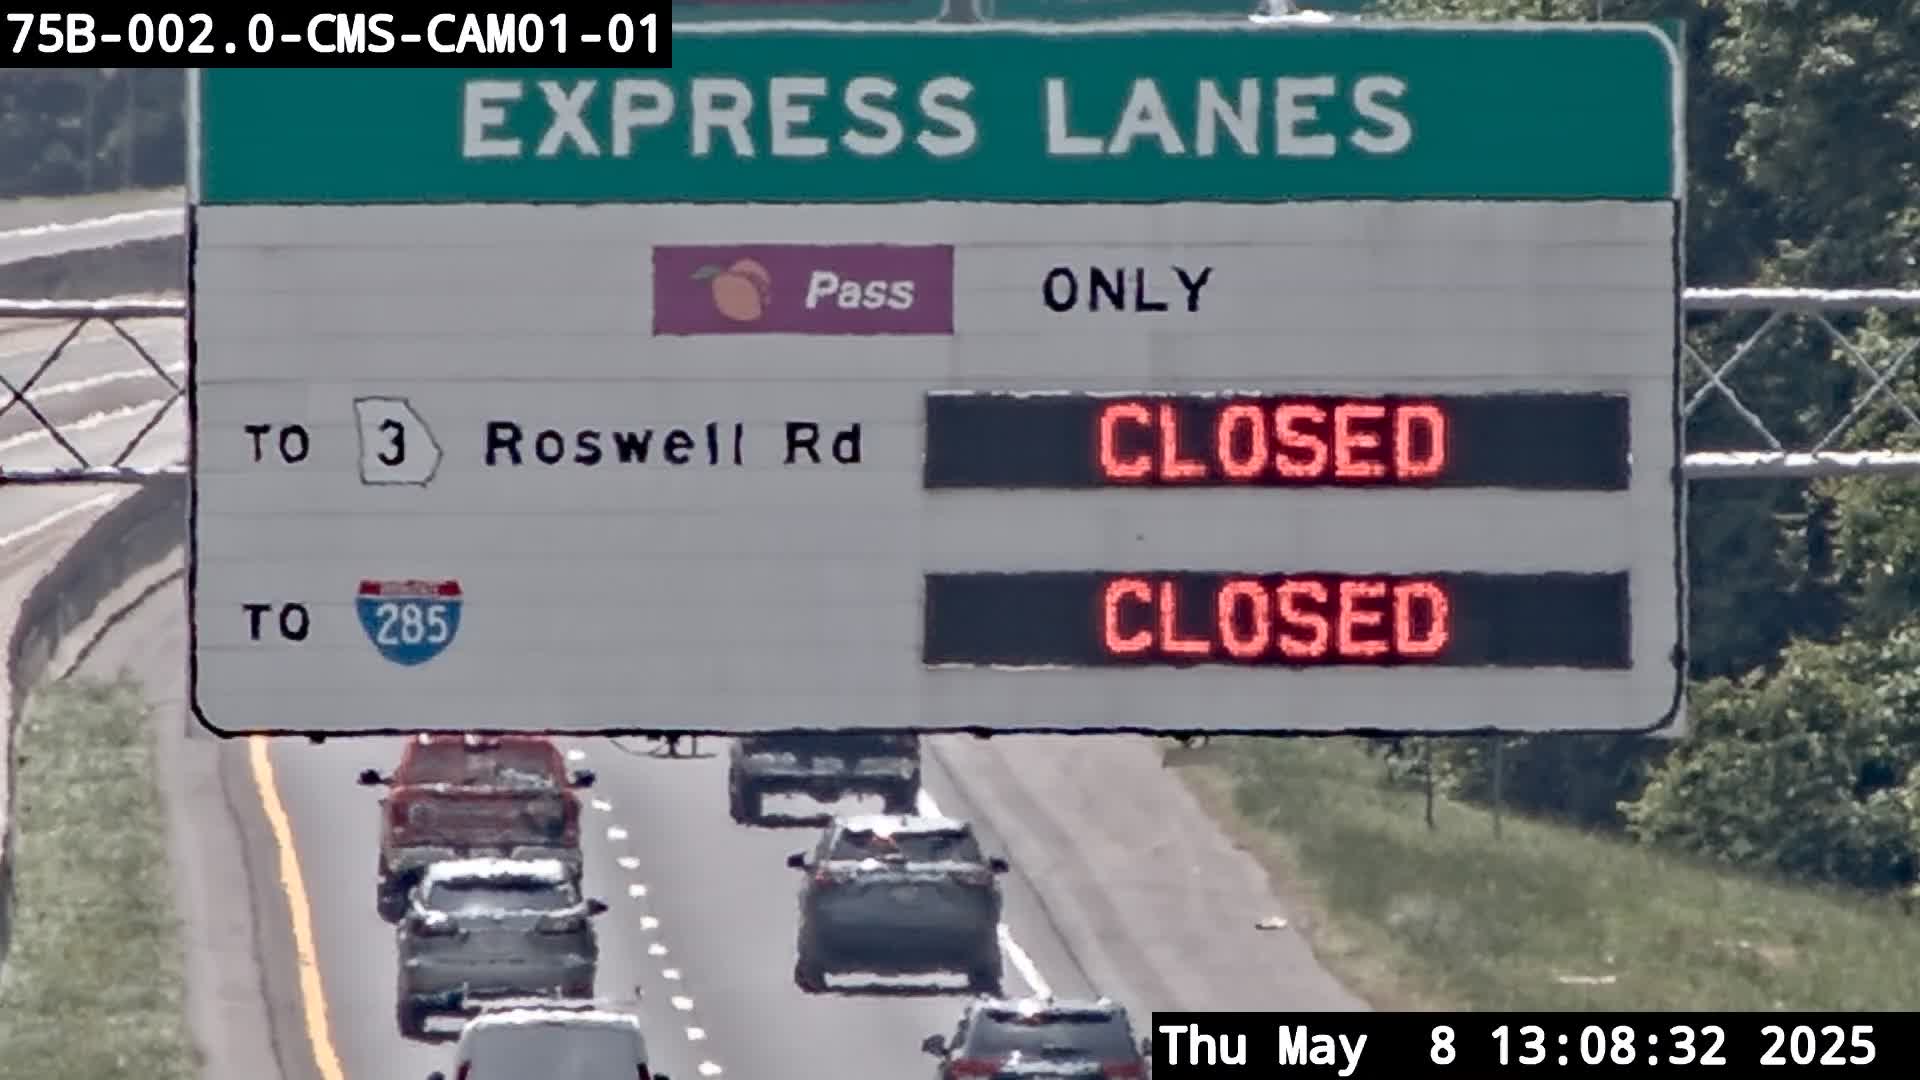 75B-002.0-CMS-CAM01-01
EXPRESS LANES
Pass ONLY
TO 3 Roswell Rd CLOSED
TO 285 CLOSED
Thu May 8 13:08:32 2025